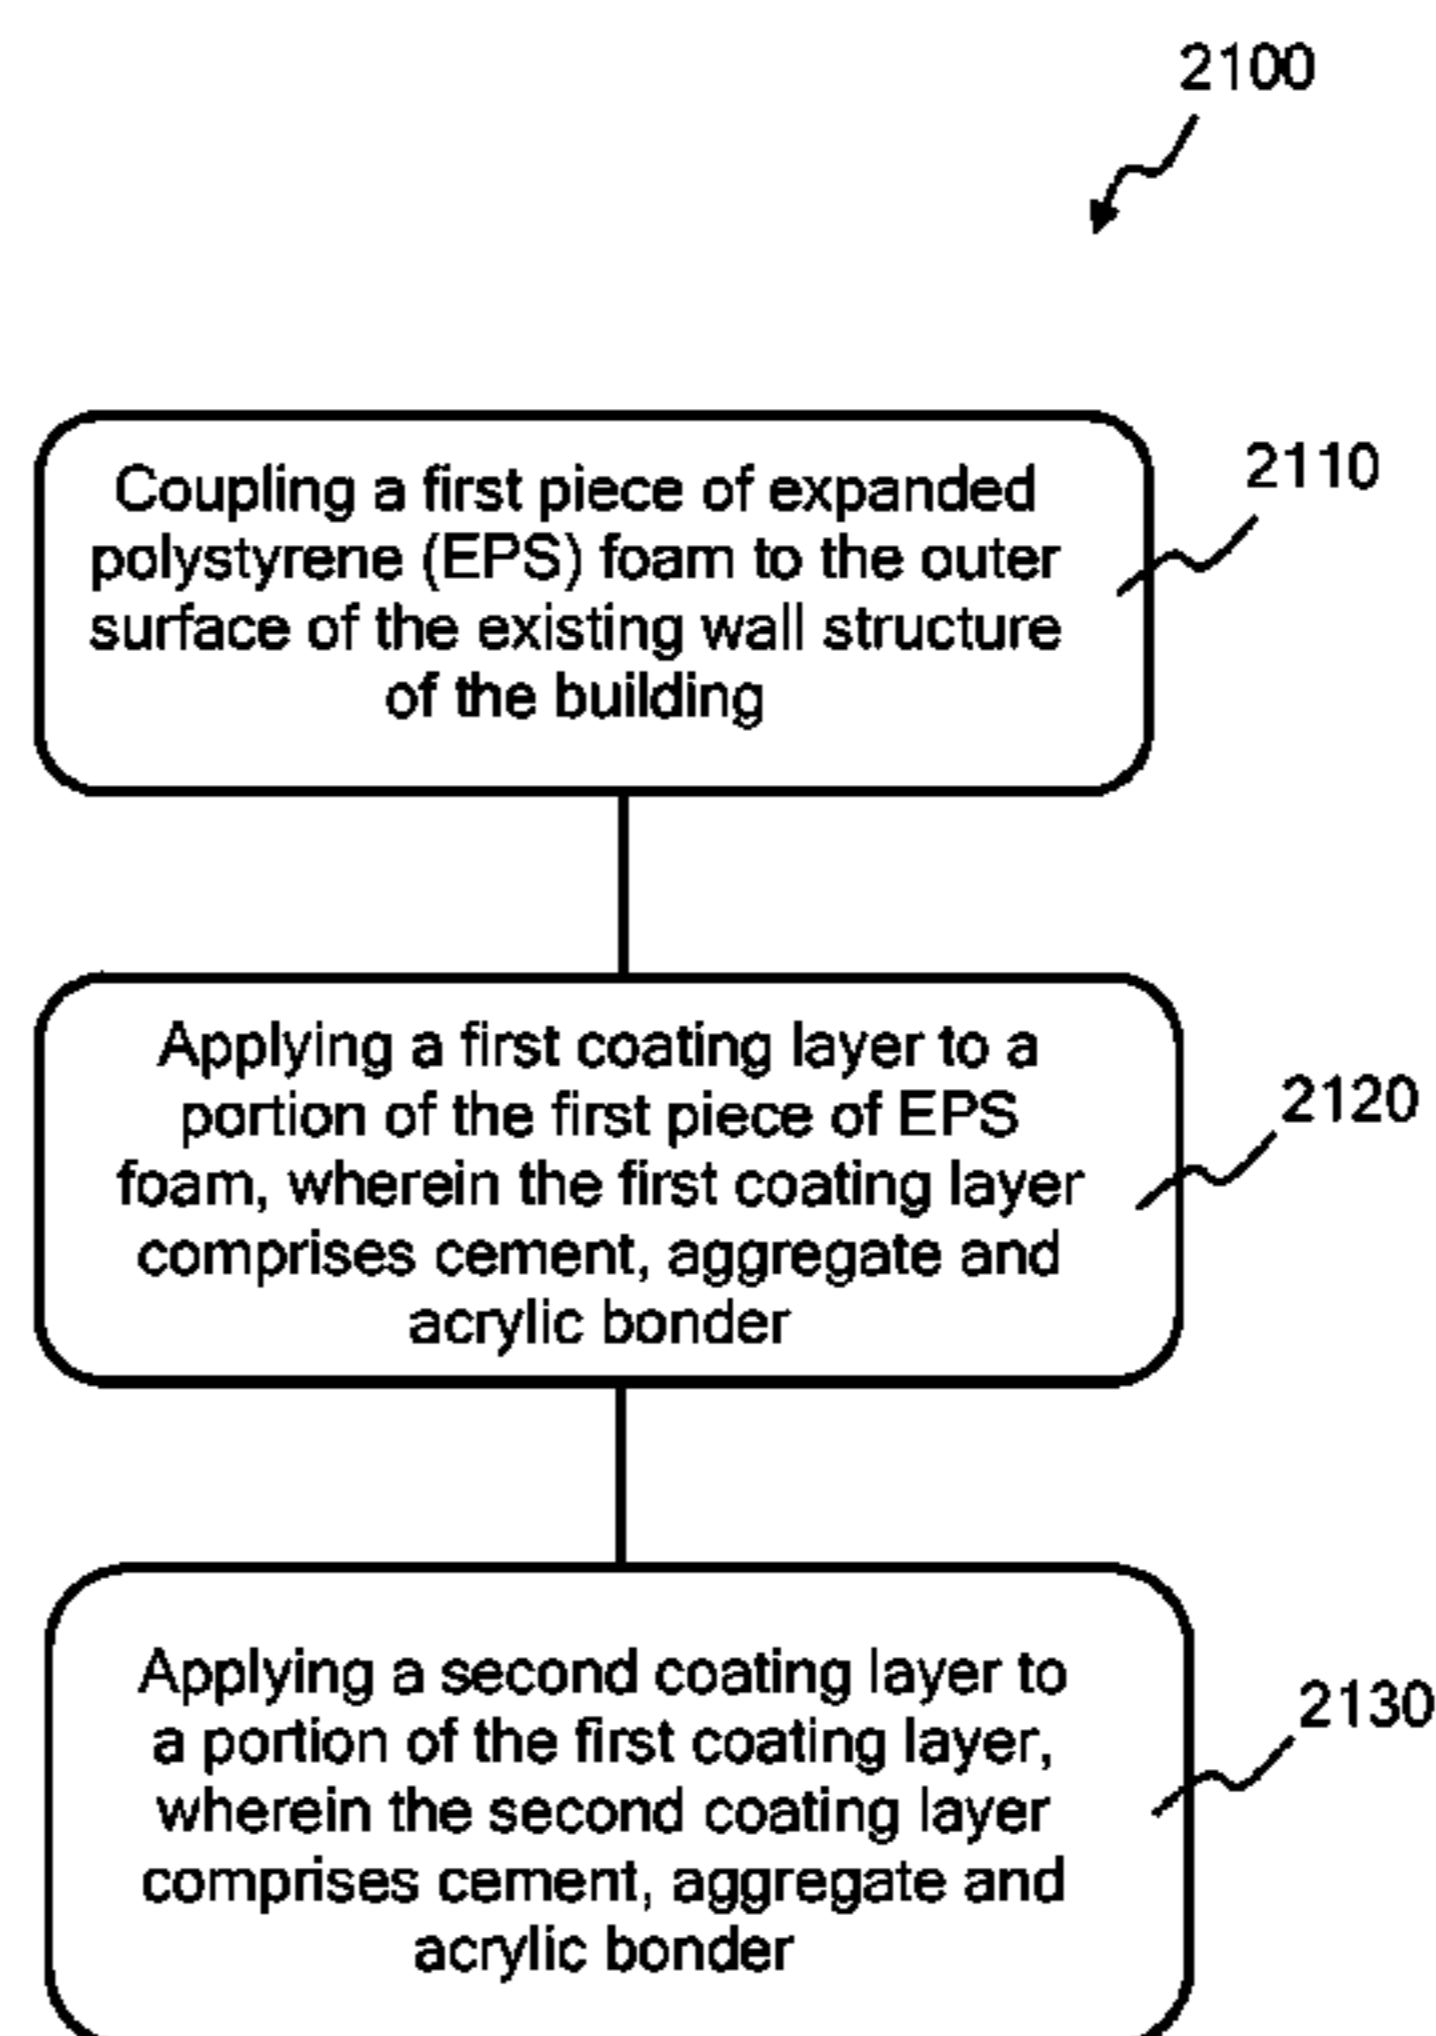 2100
Coupling a first piece of expanded
polystyrene (EPS) foam to the outer
surface of the existing wall structure
of the building
2110
Applying a first coating layer to a
portion of the first piece of EPS
foam, wherein the first coating layer
comprises cement, aggregate and
acrylic bonder
2120
Applying a second coating layer to
a portion of the first coating layer,
wherein the second coating layer
comprises cement, aggregate and
acrylic bonder
2130